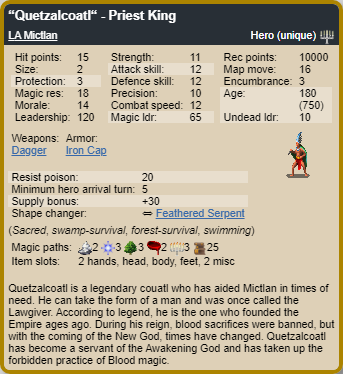 “Quetzalcoatl“ - Priest King
LA Mictlan Hero (unique)
Hit points: 15 Strength: 11 Rec points: 10000
Size: 2 Attack skill: 12 Map move: 16
Protection: 3 Defence skill: 12 Encumbrance: 3
Magic res: 18 Precision: 10 Age: 180
Morale: 14 Combat speed: 12 (750)
Leadership: 120 Magic ldr: 65 Undead ldr: 10
Weapons: Armor:
Dagger Iron Cap
Resist poison: 20
Minimum hero arrival turn: 5
Supply bonus: +30
Shape changer: ⇔ Feathered Serpent
(Sacred, swamp-survival, forest-survival, swimming)
Magic paths: 2 3 3 2 3 25
Item slots: 2 hands, head, body, feet, 2 misc
Quetzalcoatl is a legendary couatl who has aided Mictlan in times of
need. He can take the form of a man and was once called the
Lawgiver. According to legend, he is the one who founded the
Empire ages ago. During his reign, blood sacrifices were banned, but
with the coming of the New God, times have changed. Quetzalcoatl
has become a servant of the Awakening God and has taken up the
forbidden practice of Blood magic.